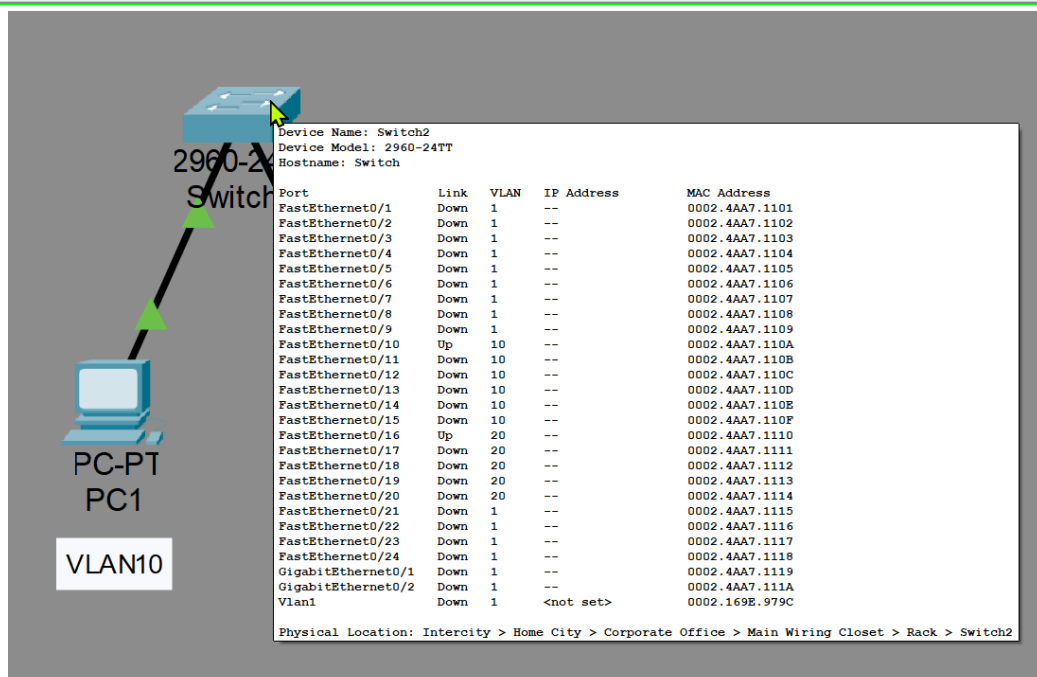 Device Name: Switch2
Device Model: 2960-24TT
Hostname: Switch
Port Link VLAN IP Address MAC Address
FastEthernet0/1 Down 1 -- 0002.4AA7.1101
FastEthernet0/2 Down 1 -- 0002.4AA7.1102
FastEthernet0/3 Down 1 -- 0002.4AA7.1103
FastEthernet0/4 Down 1 -- 0002.4AA7.1104
FastEthernet0/5 Down 1 -- 0002.4AA7.1105
FastEthernet0/6 Down 1 -- 0002.4AA7.1106
FastEthernet0/7 Down 1 -- 0002.4AA7.1107
FastEthernet0/8 Down 1 -- 0002.4AA7.1108
FastEthernet0/9 Down 1 -- 0002.4AA7.1109
FastEthernet0/10 Up 10 -- 0002.4AA7.110A
FastEthernet0/11 Down 10 -- 0002.4AA7.110B
FastEthernet0/12 Down 10 -- 0002.4AA7.110C
FastEthernet0/13 Down 10 -- 0002.4AA7.110D
FastEthernet0/14 Down 10 -- 0002.4AA7.110E
FastEthernet0/15 Down 10 -- 0002.4AA7.110F
FastEthernet0/16 Up 20 -- 0002.4AA7.1110
FastEthernet0/17 Down 20 -- 0002.4AA7.1111
FastEthernet0/18 Down 20 -- 0002.4AA7.1112
FastEthernet0/19 Down 20 -- 0002.4AA7.1113
FastEthernet0/20 Down 20 -- 0002.4AA7.1114
FastEthernet0/21 Down 1 -- 0002.4AA7.1115
FastEthernet0/22 Down 1 -- 0002.4AA7.1116
FastEthernet0/23 Down 1 -- 0002.4AA7.1117
FastEthernet0/24 Down 1 -- 0002.4AA7.1118
GigabitEthernet0/1 Down 1 -- 0002.4AA7.1119
GigabitEthernet0/2 Down 1 -- 0002.4AA7.111A
Vlan1 Down 1 <not set> 0002.169E.979C
Physical Location: Intercity > Home City > Corporate Office > Main Wiring Closet > Rack > Switch2
2960-2
Switch
PC-PT
PC1
VLAN10